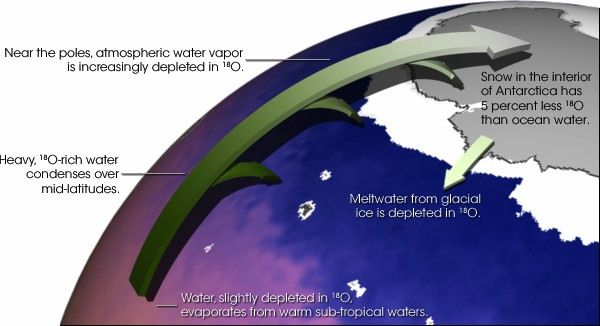 Near the poles, atmospheric water vapor
is increasingly depleted in ¹⁸O.
Snow in the interior
of Antarctica has
5 percent less ¹⁸O
than ocean water.
Heavy, ¹⁸O-rich water
condenses over
mid-latitudes.
Meltwater from glacial
ice is depleted in ¹⁸O.
Water, slightly depleted in ¹⁸O,
evaporates from warm sub-tropical waters.